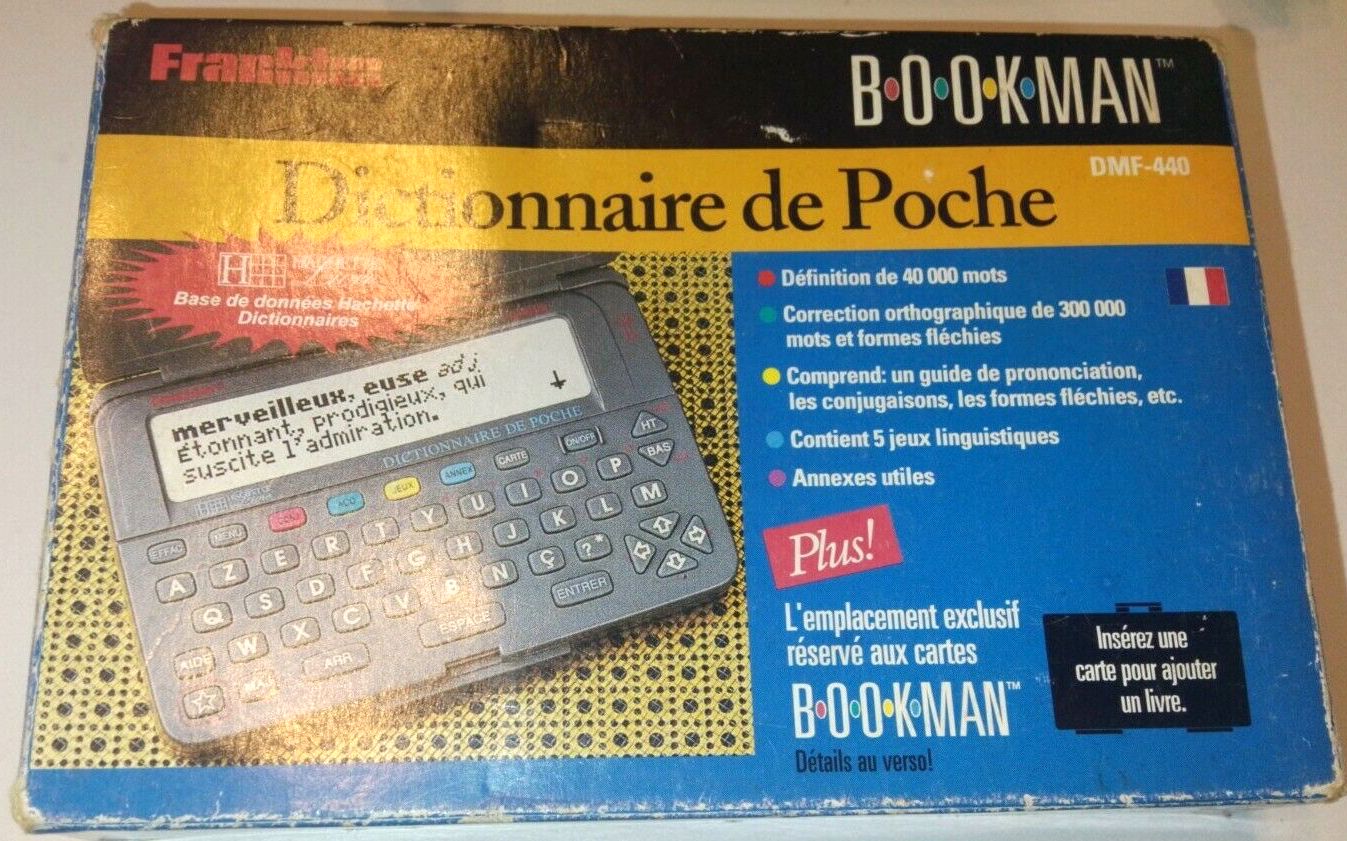 Franklin
B•O•O•K•MAN™
DMF-440
Dictionnaire de Poche
Base de données Hachette
Dictionnaires
Définition de 40 000 mots
Correction orthographique de 300 000
mots et formes fléchies
Comprend: un guide de prononciation,
les conjugaisons, les formes fléchies, etc.
Contient 5 jeux linguistiques
Annexes utiles
Plus!
L'emplacement exclusif
réservé aux cartes
B•O•O•K•MAN™
Détails au verso!
Insérez une
carte pour ajouter
un livre.
merveilleux, euse adj
étonnant, prodigieux, qui
suscite l'admiration.
DICTIONNAIRE DE POCHE
EFFAC MENU CONJ ACO JEUX ANNEX CARTE ON/OFF
A Z E R T Y U I O P HT
Q S D F G H J K L M BAS
AIDE W X C V B N Ç ?* ENTRER
MAJ ARR ESPACE